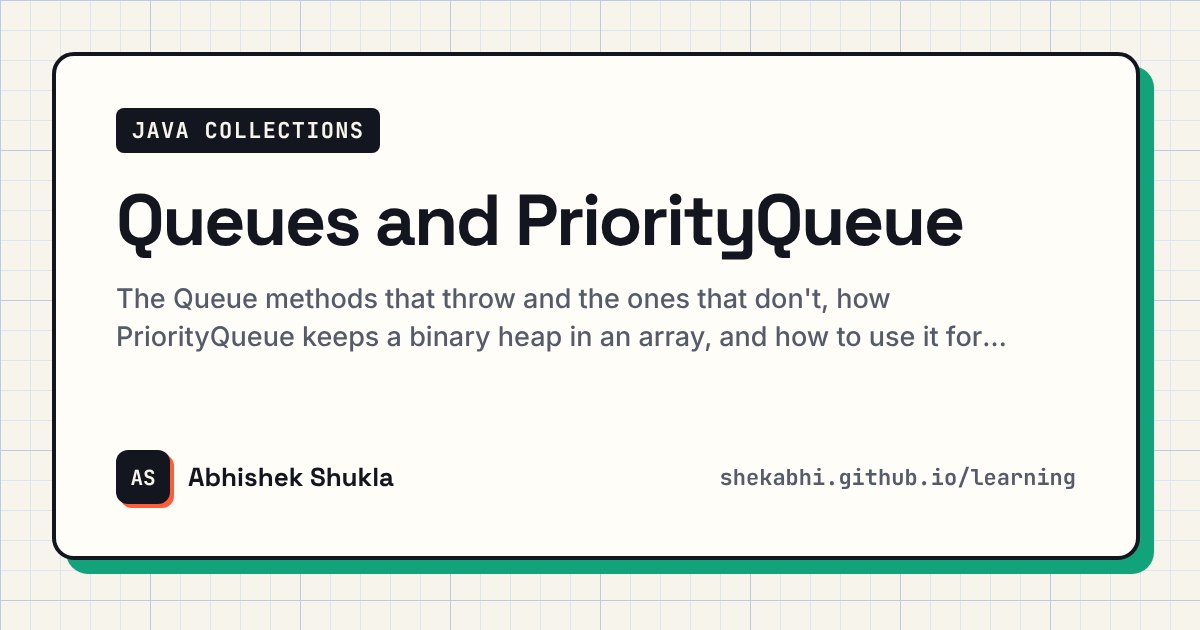 JAVA COLLECTIONS
Queues and PriorityQueue
The Queue methods that throw and the ones that don't, how
PriorityQueue keeps a binary heap in an array, and how to use it for...
AS
Abhishek Shukla
shekabhi.github.io/learning